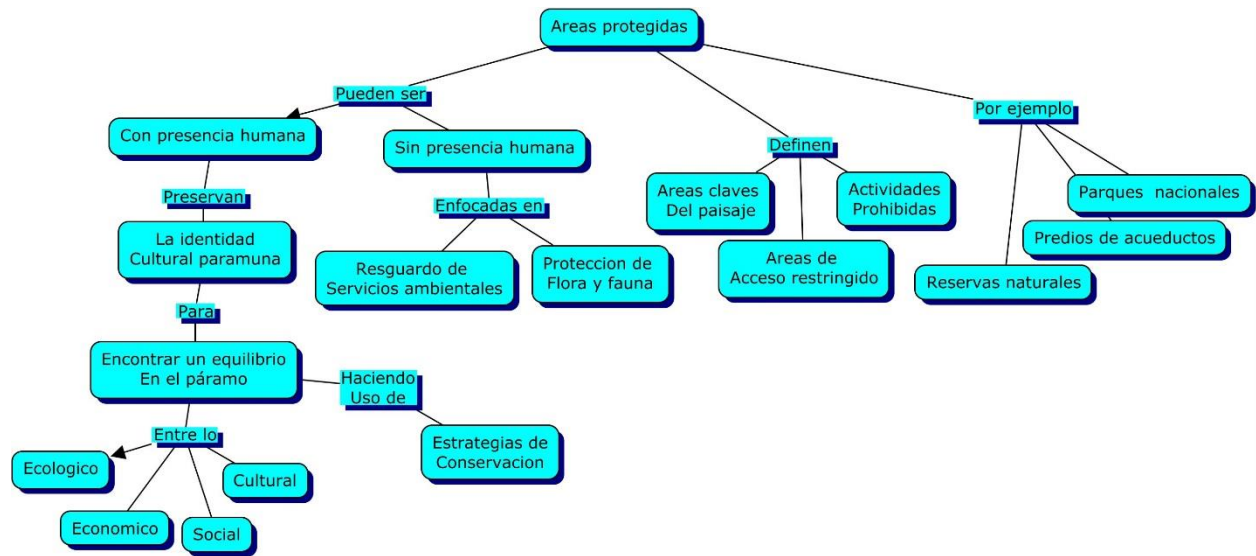 Areas protegidas
Pueden ser
Con presencia humana
Preservan
La identidad
Cultural paramuna
Para
Encontrar un equilibrio
En el páramo
Entre lo
Ecologico
Economico
Social
Cultural
Haciendo
Uso de
Estrategias de
Conservacion
Sin presencia humana
Enfocadas en
Resguardo de
Servicios ambientales
Proteccion de
Flora y fauna
Definen
Areas claves
Del paisaje
Areas de
Acceso restringido
Actividades
Prohibidas
Por ejemplo
Reservas naturales
Predios de acueductos
Parques  nacionales